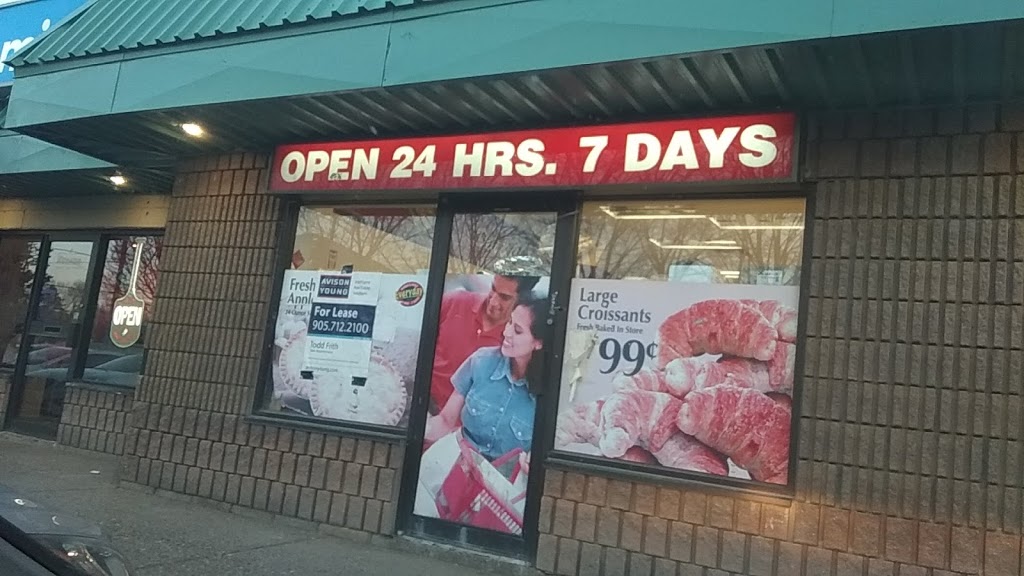 OPEN 24 HRS. 7 DAYS
Fresh
AVISON
YOUNG
For Lease
905.712.2100
Todd Frith
Large
Croissants
Fresh Baked In Store
99¢
OPEN